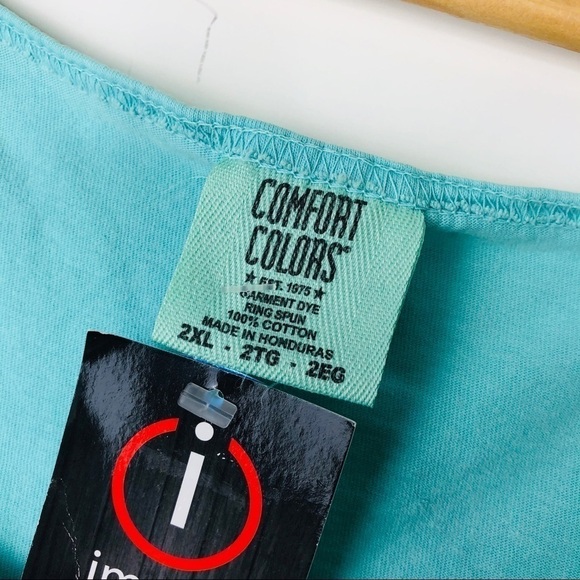 COMFORT
COLORS®
★ EST. 1975 ★
GARMENT DYE
RING SPUN
100% COTTON
MADE IN HONDURAS
2XL · 2TG · 2EG
i